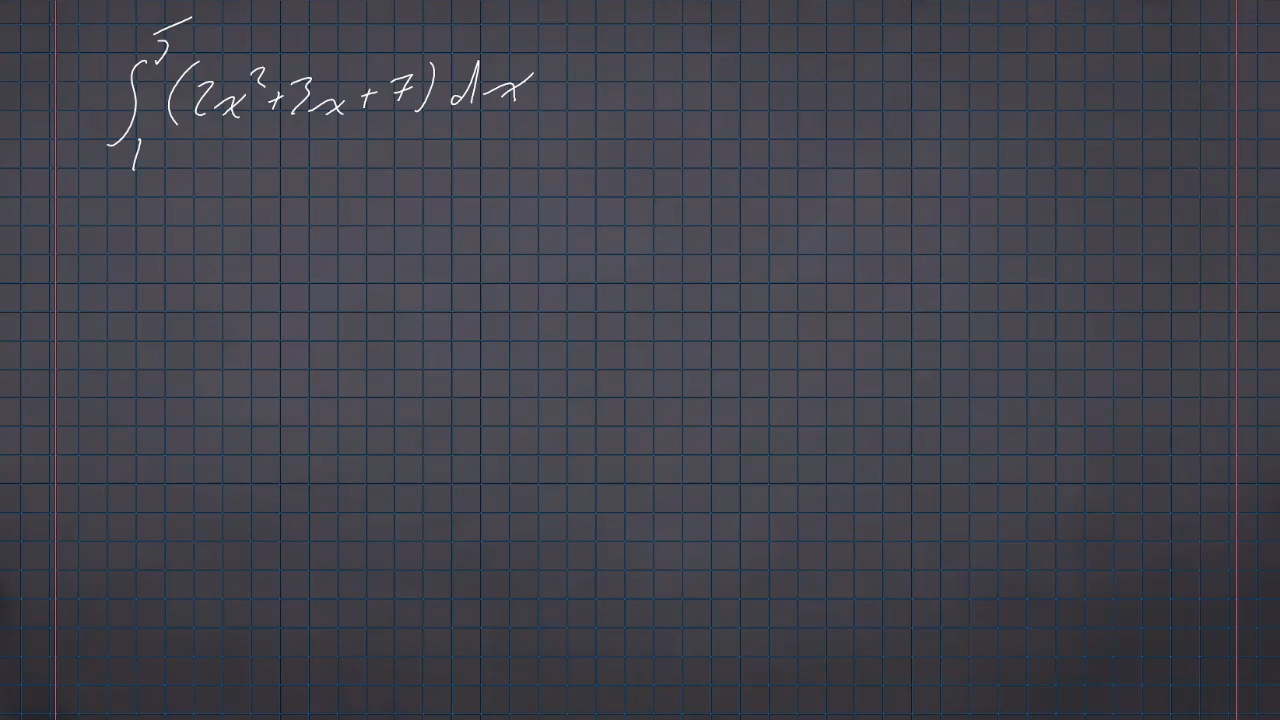 ∫₁⁵ (2x²+3x+7) dx